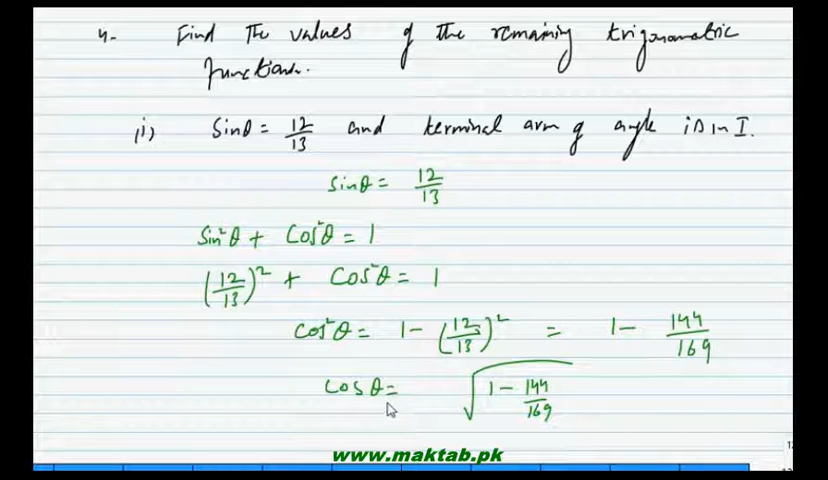 4. Find the values of the remaining trigonometric
functions.
(i) Sinθ = 12/13 and terminal arm of angle is in I.
sinθ = 12/13
Sin²θ + Cos²θ = 1
(12/13)² + Cos²θ = 1
Cos²θ = 1 - (12/13)² = 1 - 144/169
Cosθ = √(1 - 144/169)
www.maktab.pk